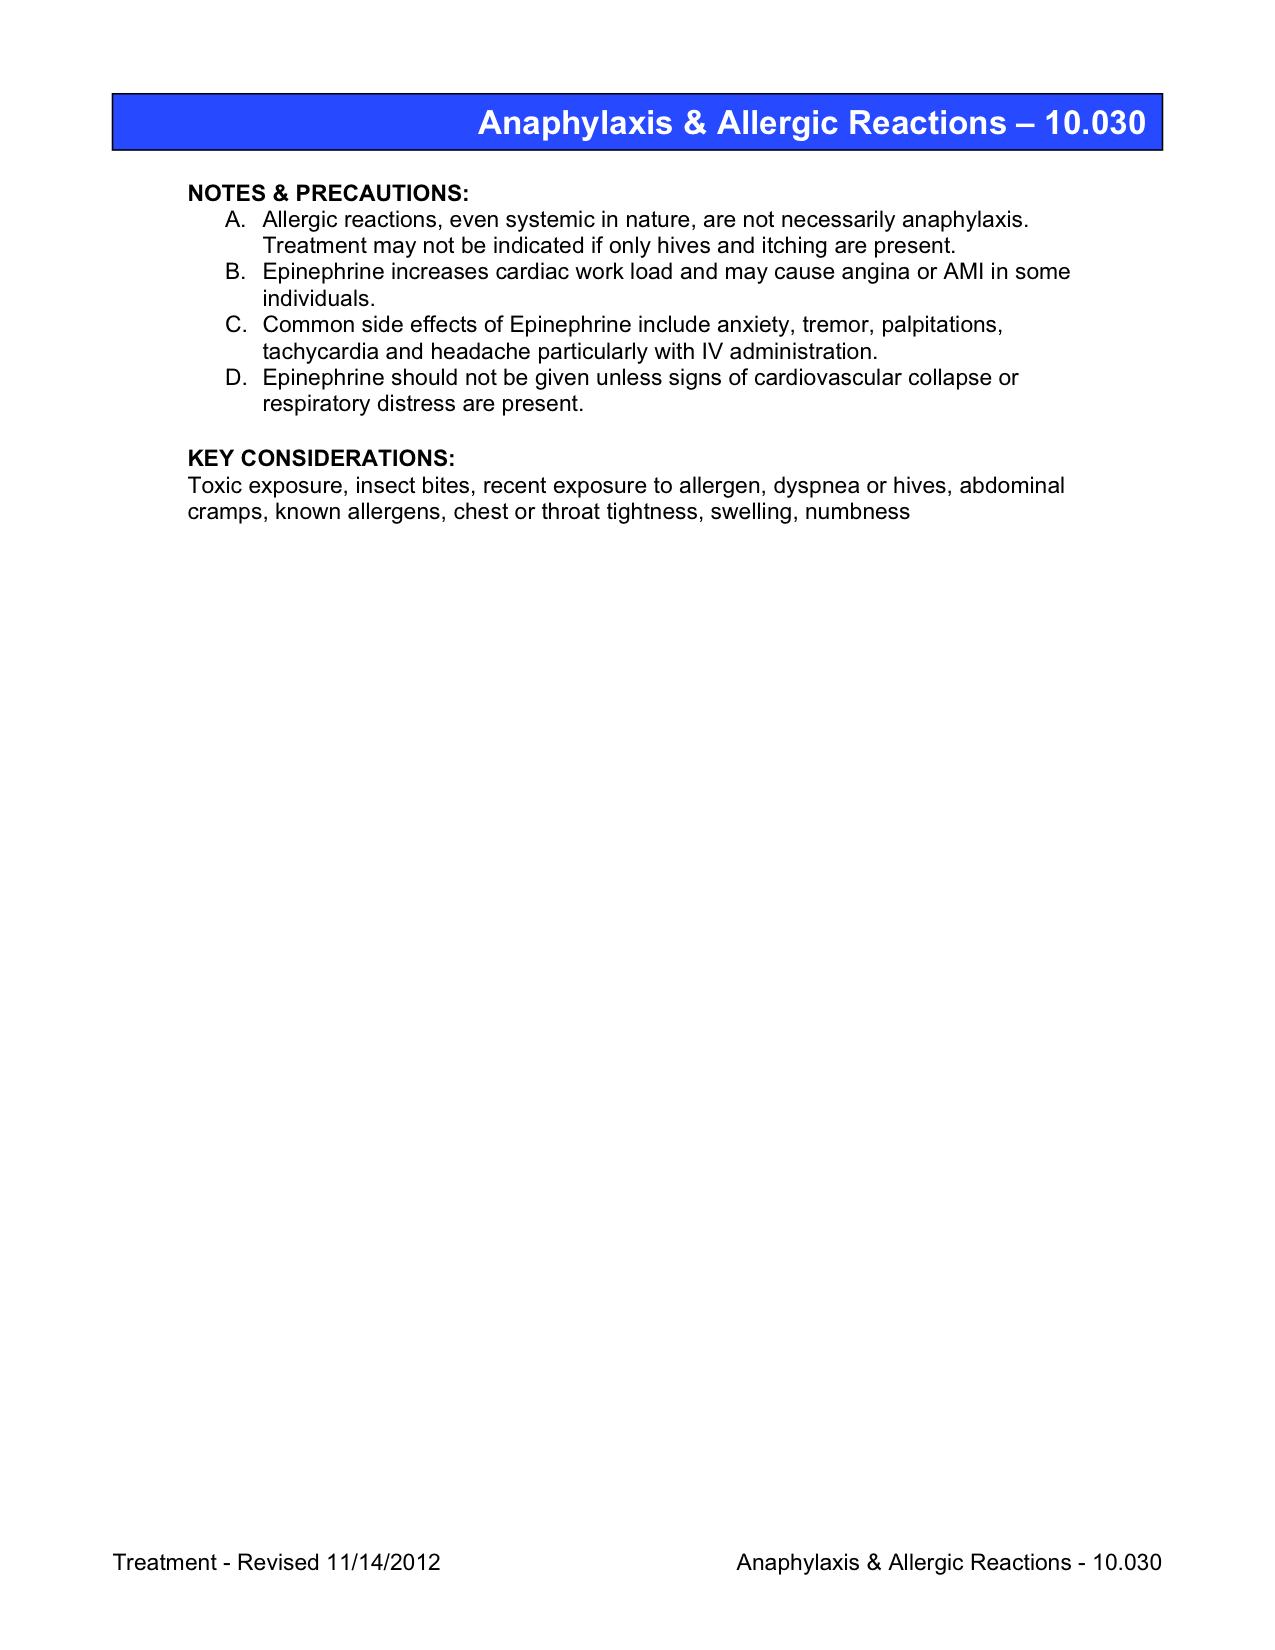 Anaphylaxis & Allergic Reactions – 10.030
NOTES & PRECAUTIONS:
A. Allergic reactions, even systemic in nature, are not necessarily anaphylaxis.
Treatment may not be indicated if only hives and itching are present.
B. Epinephrine increases cardiac work load and may cause angina or AMI in some
individuals.
C. Common side effects of Epinephrine include anxiety, tremor, palpitations,
tachycardia and headache particularly with IV administration.
D. Epinephrine should not be given unless signs of cardiovascular collapse or
respiratory distress are present.
KEY CONSIDERATIONS:
Toxic exposure, insect bites, recent exposure to allergen, dyspnea or hives, abdominal
cramps, known allergens, chest or throat tightness, swelling, numbness
Treatment - Revised 11/14/2012
Anaphylaxis & Allergic Reactions - 10.030